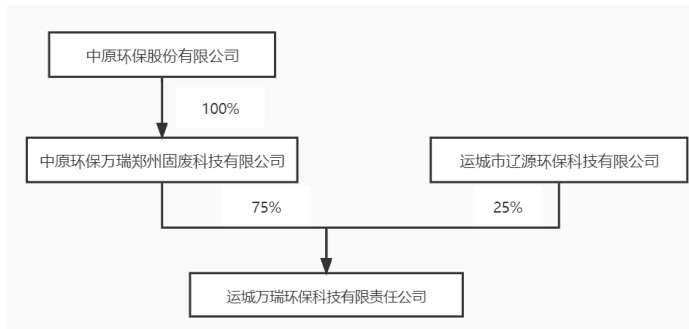 中原环保股份有限公司
100%
中原环保万瑞郑州固废科技有限公司
运城市辽源环保科技有限公司
75%
25%
运城万瑞环保科技有限责任公司